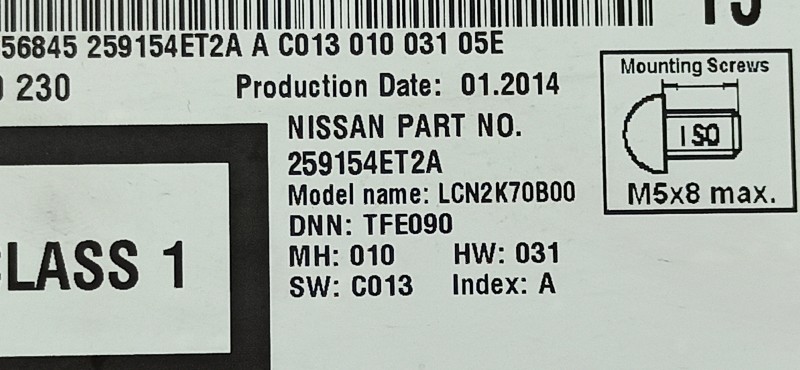 56845 259154ET2A A C013 010 031 05E
230
Production Date: 01.2014
NISSAN PART NO.
259154ET2A
Model name: LCN2K70B00
DNN: TFE090
MH: 010 HW: 031
SW: C013 Index: A
Mounting Screws
ISO
M5x8 max.
CLASS 1